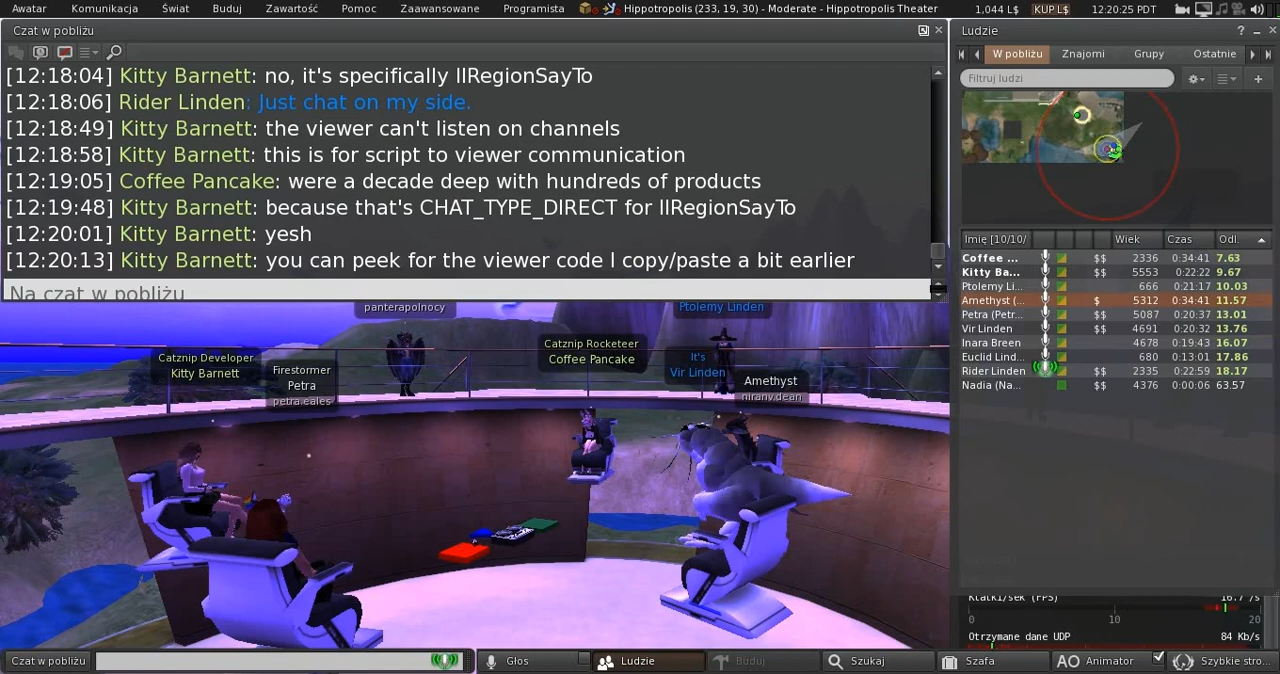 Awatar Komunikacja Świat Buduj Zawartość Pomoc Zaawansowane Programista Hippotropolis (233, 19, 30) - Moderate - Hippotropolis Theater 1,044 L$ KUP L$ 12:20:25 PDT
Czat w pobliżu
[12:18:04] Kitty Barnett: no, it's specifically llRegionSayTo
[12:18:06] Rider Linden: Just chat on my side.
[12:18:49] Kitty Barnett: the viewer can't listen on channels
[12:18:58] Kitty Barnett: this is for script to viewer communication
[12:19:05] Coffee Pancake: were a decade deep with hundreds of products
[12:19:48] Kitty Barnett: because that's CHAT_TYPE_DIRECT for llRegionSayTo
[12:20:01] Kitty Barnett: yesh
[12:20:13] Kitty Barnett: you can peek for the viewer code I copy/paste a bit earlier
Na czat w pobliżu
Ludzie
W pobliżu Znajomi Grupy Ostatnie
Filtruj ludzi
Imię [10/10/ Wiek Czas Odl.
Coffee ... $$ 2336 0:34:41 7.63
Kitty Ba... $$ 5553 0:22:22 9.67
Ptolemy Li... 666 0:21:17 10.03
Amethyst (... $ 5312 0:34:41 11.57
Petra (Petr... $$ 5087 0:20:37 13.01
Vir Linden $$ 4691 0:20:32 13.76
Inara Breen 4678 0:19:43 16.07
Euclid Lind... 680 0:13:01 17.86
Rider Linden $$ 2335 0:22:59 18.17
Nadia (Na... $$ 4376 0:00:06 63.57
panterapolnocy
Ptolemy Linden
Catznip Developer
Kitty Barnett
Firestormer
Petra
petra.eales
Catznip Rocketeer
Coffee Pancake
It's
Vir Linden
Amethyst
nirany.dean
Klatki/sek (FPS) 16.7 /s
0 10 20
Otrzymane dane UDP 84 Kb/s
Czat w pobliżu Głos Ludzie Buduj Szukaj Szafa AO Animator Szybkie stro...